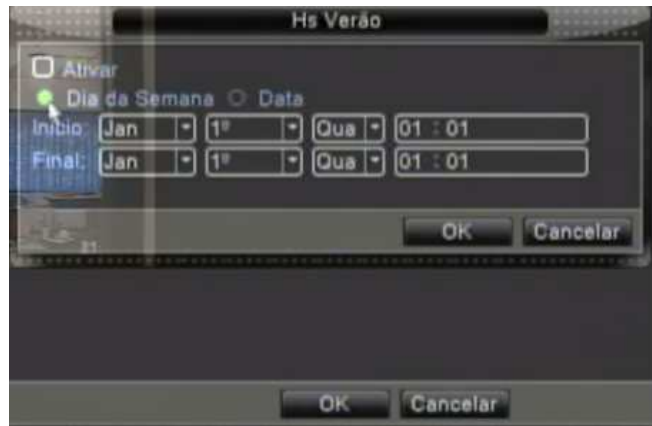 Hs Verão
Ativar
Dia da Semana Data
Início: Jan 1º Qua 01 : 01
Final: Jan 1º Qua 01 : 01
OK Cancelar
OK Cancelar